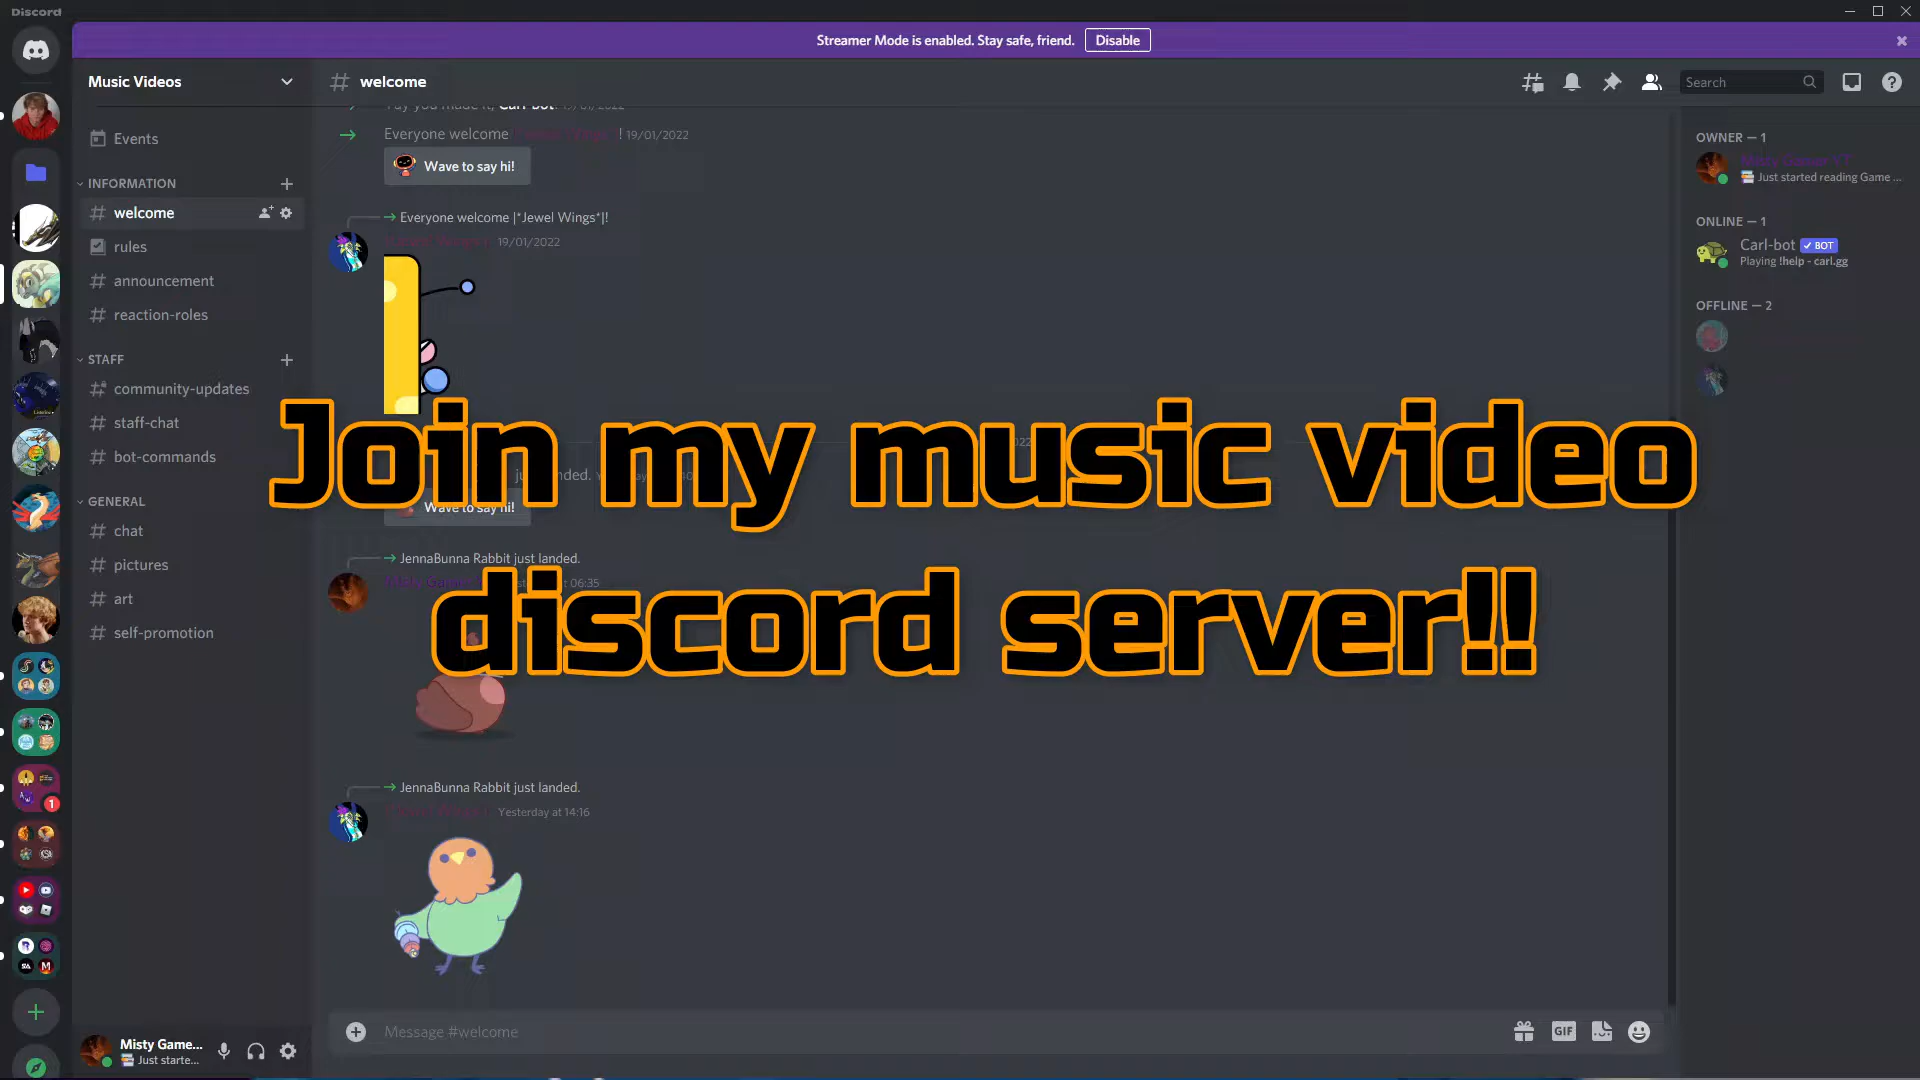 Discord
Streamer Mode is enabled. Stay safe, friend. Disable
Music Videos
welcome
Search
Events
INFORMATION
welcome
rules
announcement
reaction-roles
STAFF
community-updates
staff-chat
bot-commands
GENERAL
chat
pictures
art
self-promotion
Misty Game...
Just starte...
Everyone welcome ! 19/01/2022
Wave to say hi!
Everyone welcome |*Jewel Wings*|!
19/01/2022
Join my music video
Wave to say hi!
JennaBunna Rabbit just landed.
06:35
discord server!!
JennaBunna Rabbit just landed.
Yesterday at 14:16
Message #welcome
GIF
OWNER — 1
Misty Gamer YT
Just started reading Game ...
ONLINE — 1
Carl-bot BOT
Playing !help - carl.gg
OFFLINE — 2
1